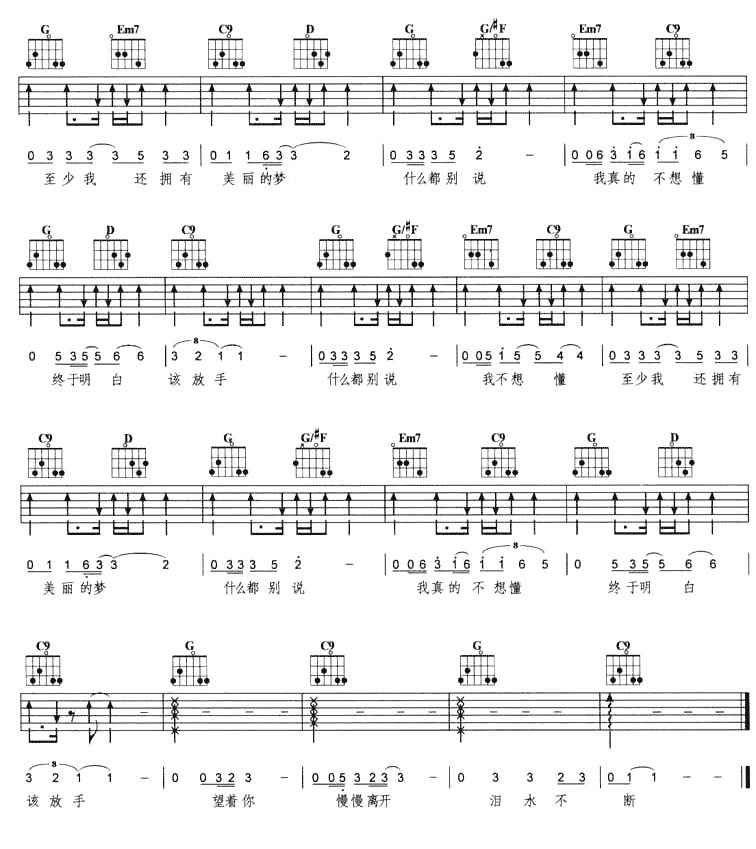 G Em7 C9 D G G/#F Em7 C9
0 3 3 3 3 3 5 3 3 | 0 1 1 6 3 3 2 | 0 3 3 3 5 2 – | 0 0 6 3 1 6 1 1 6 5
至少我 还拥有 美丽的梦 什么都别说 我真的不想懂
G D C9 G G/#F Em7 C9 G Em7
0 5 3 5 5 6 6 | 3 2 1 1 – | 0 3 3 3 5 2 – | 0 0 5 1 5 5 4 4 | 0 3 3 3 3 5 3 3
终于明白 该放手 什么都别说 我不想懂 至少我 还拥有
C9 D G G/#F Em7 C9 G D
0 1 1 6 3 3 2 | 0 3 3 3 5 2 – | 0 0 6 3 1 6 1 1 6 5 | 0 5 3 5 5 6 6
美丽的梦 什么都别说 我真的不想懂 终于明白
C9 G C9 G C9
3 2 1 1 – | 0 0 3 2 3 | 0 0 5 3 2 3 3 | 0 3 3 2 3 | 0 1 1 –
该放手 望着你 慢慢离开 泪水不断